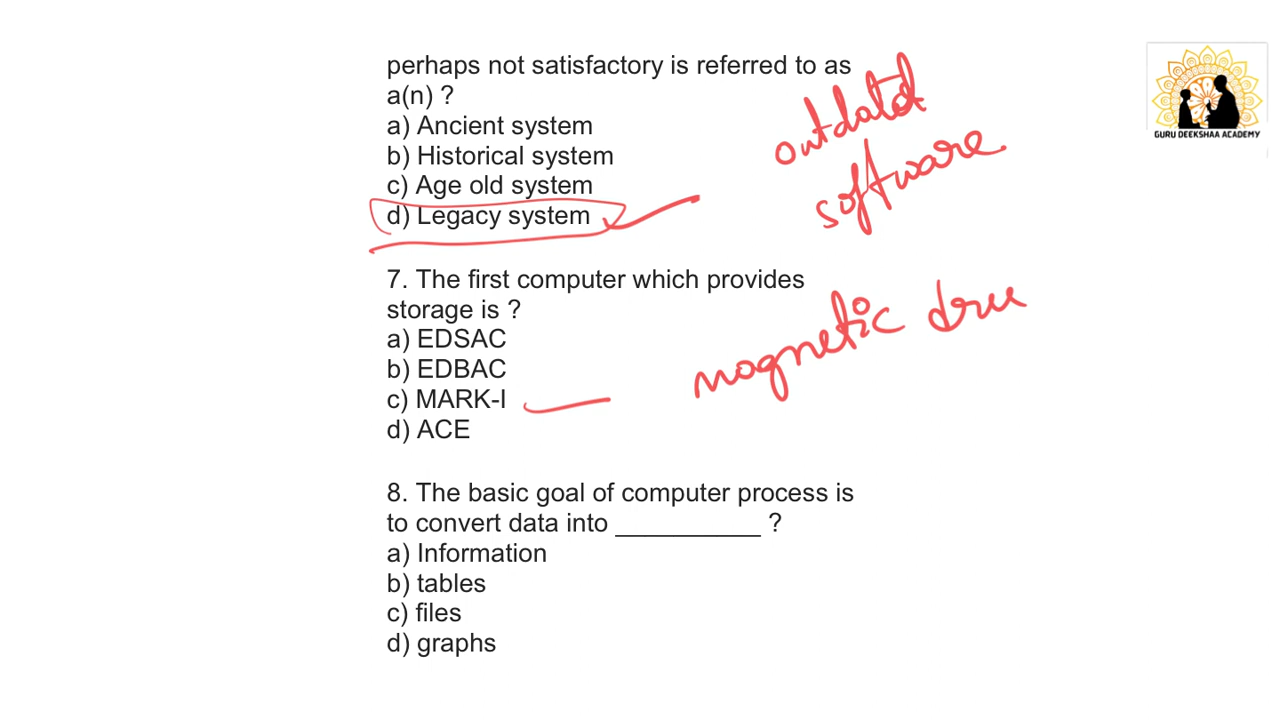 perhaps not satisfactory is referred to as
a(n) ?
a) Ancient system
b) Historical system
c) Age old system
d) Legacy system
outdated
software
7. The first computer which provides
storage is ?
a) EDSAC
b) EDBAC
c) MARK-I
d) ACE
magnetic dru
8. The basic goal of computer process is
to convert data into __________ ?
a) Information
b) tables
c) files
d) graphs
GURU DEEKSHAA ACADEMY